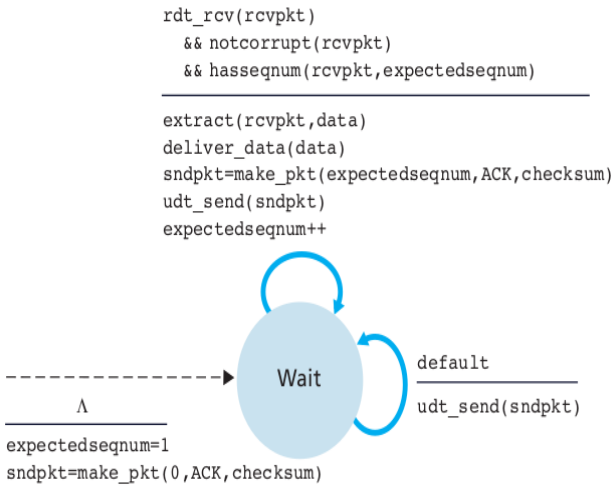 rdt_rcv(rcvpkt)
&& notcorrupt(rcvpkt)
&& hasseqnum(rcvpkt,expectedseqnum)
extract(rcvpkt,data)
deliver_data(data)
sndpkt=make_pkt(expectedseqnum,ACK,checksum)
udt_send(sndpkt)
expectedseqnum++
Wait
default
udt_send(sndpkt)
Λ
expectedseqnum=1
sndpkt=make_pkt(0,ACK,checksum)